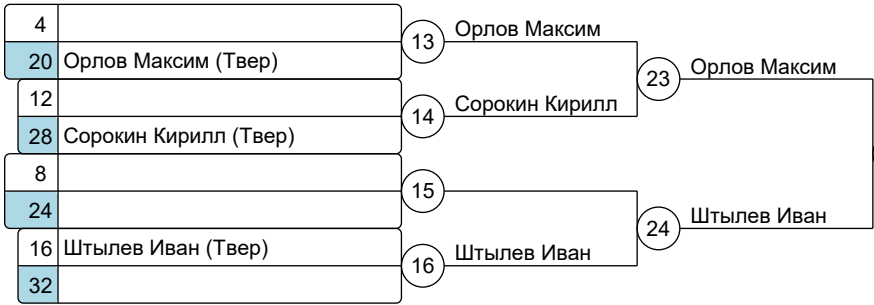 4
20 Орлов Максим (Твер)
13 Орлов Максим
12
28 Сорокин Кирилл (Твер)
14 Сорокин Кирилл
23 Орлов Максим
8
24
15
16 Штылев Иван (Твер)
32
16 Штылев Иван
24 Штылев Иван